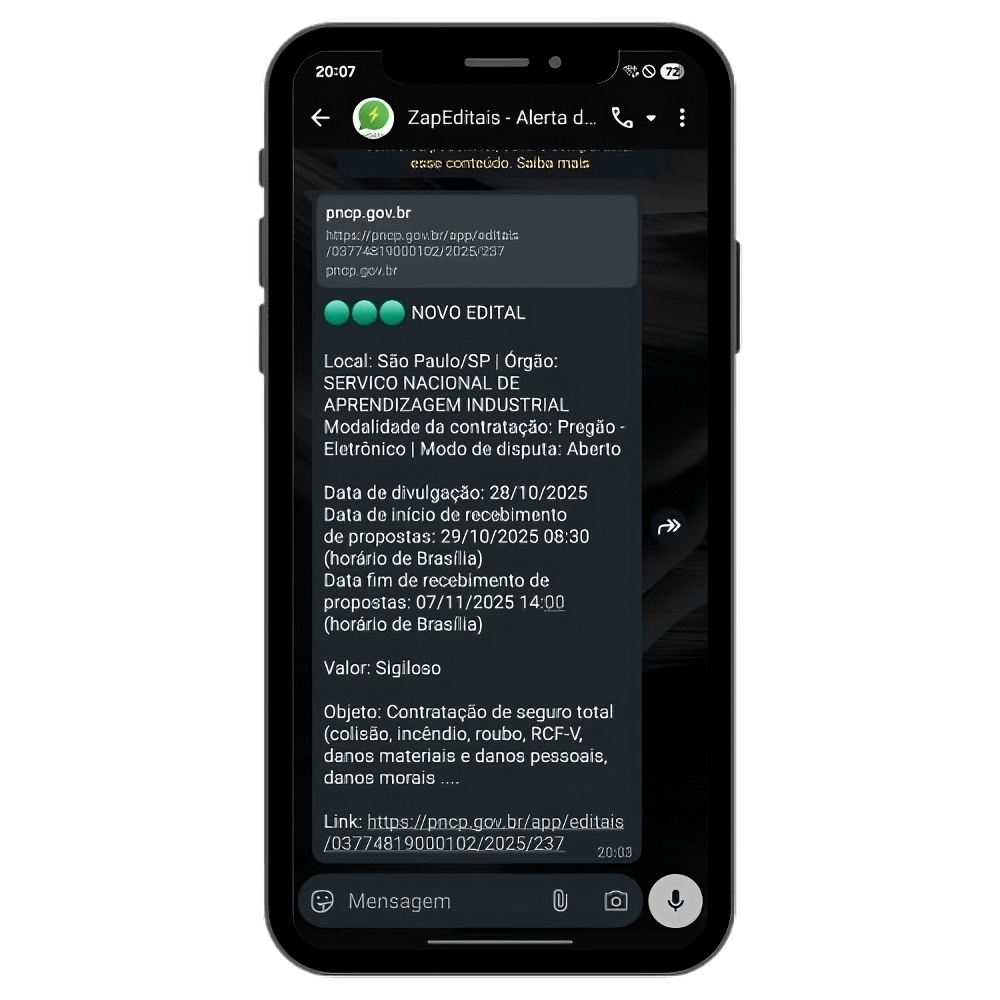 20:07
72
ZapEditais - Alerta d...
esse conteúdo. Saiba mais
pncp.gov.br
https://pncp.gov.br/app/editais
/03774819000102/2025/237
pncp.gov.br
NOVO EDITAL
Local: São Paulo/SP | Órgão:
SERVICO NACIONAL DE
APRENDIZAGEM INDUSTRIAL
Modalidade da contratação: Pregão -
Eletrônico | Modo de disputa: Aberto
Data de divulgação: 28/10/2025
Data de início de recebimento
de propostas: 29/10/2025 08:30
(horário de Brasília)
Data fim de recebimento de
propostas: 07/11/2025 14:00
(horário de Brasília)
Valor: Sigiloso
Objeto: Contratação de seguro total
(colisão, incêndio, roubo, RCF-V,
danos materiais e danos pessoais,
danos morais ....
Link: https://pncp.gov.br/app/editais
/03774819000102/2025/237
20:03
Mensagem